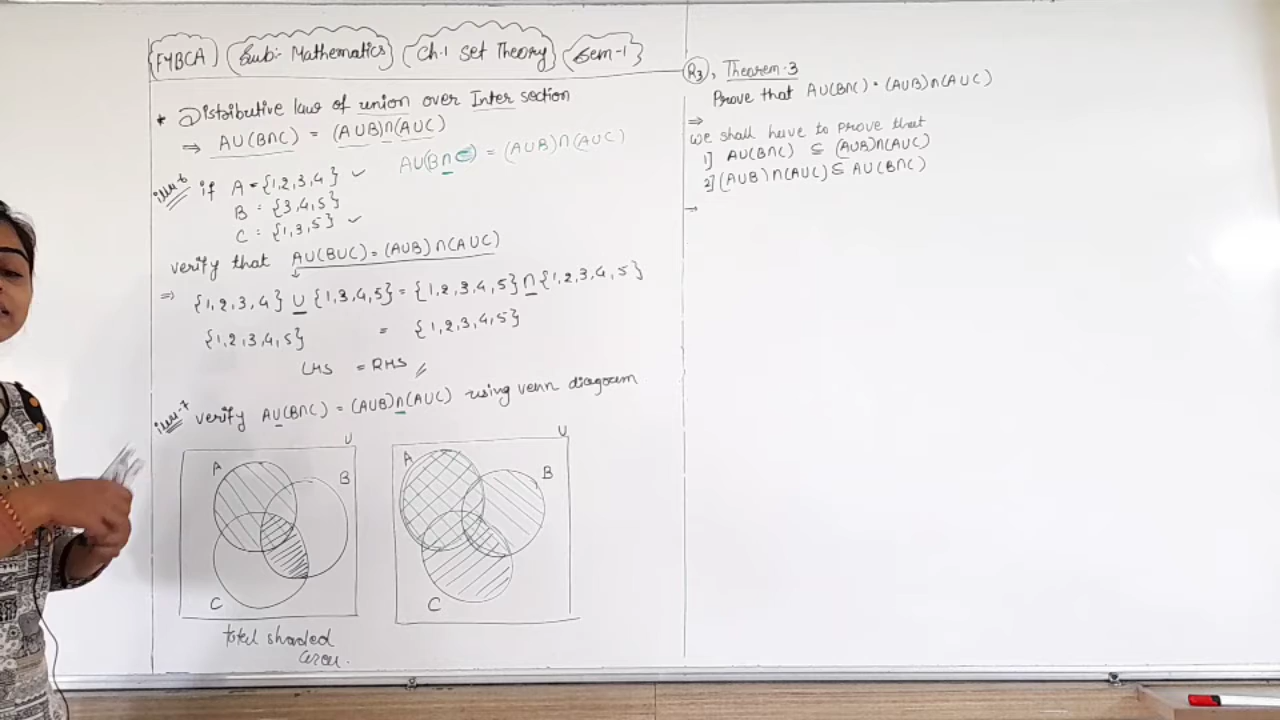 FYBCA Sub:- Mathematics Ch.1 Set Theory Sem-1
* Distributive law of union over Inter section
⇒ AU(B∩C) = (AUB)∩(AUC)
AU(B∩C) = (AUB)∩(AUC)
illu-6 if A = {1,2,3,4} ✓
B = {3,4,5}
C = {1,3,5} ✓
verify that AU(BUC) = (AUB)∩(AUC)
⇒ {1,2,3,4} U {1,3,4,5} = {1,2,3,4,5} ∩ {1,2,3,4,5}
{1,2,3,4,5} = {1,2,3,4,5}
LHS = RHS //
illu-7 verify AU(B∩C) = (AUB)∩(AUC) using venn diagram
U
A
B
C
total shaded
area.
U
A
B
C
R3, Theorem-3
Prove that AU(B∩C) = (AUB)∩(AUC)
⇒
we shall have to prove that
1] AU(B∩C) ⊆ (AUB)∩(AUC)
2] (AUB)∩(AUC) ⊆ AU(B∩C)
→